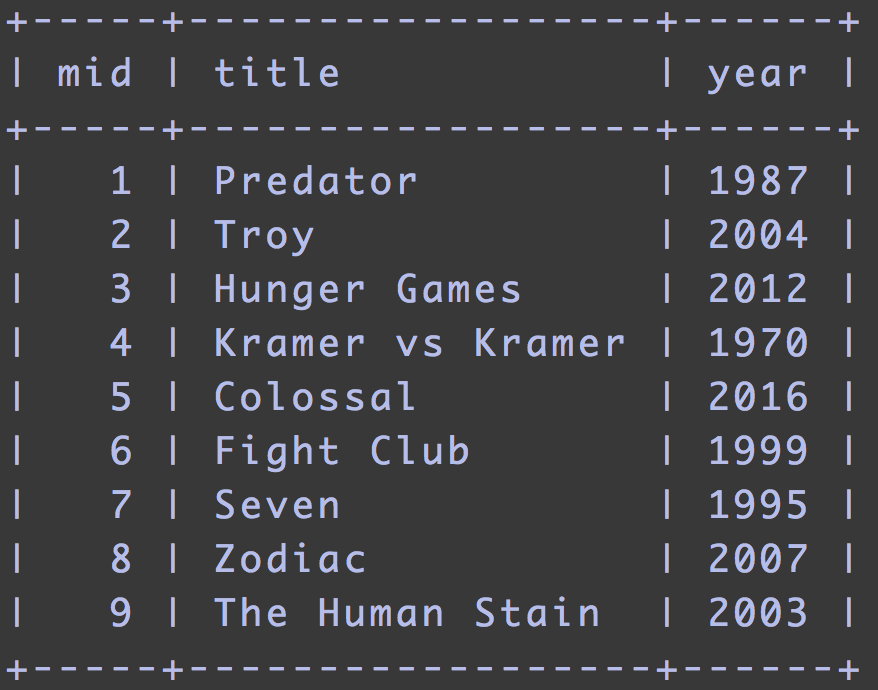 +-----+------------------+------+
| mid | title            | year |
+-----+------------------+------+
|   1 | Predator         | 1987 |
|   2 | Troy             | 2004 |
|   3 | Hunger Games     | 2012 |
|   4 | Kramer vs Kramer | 1970 |
|   5 | Colossal         | 2016 |
|   6 | Fight Club       | 1999 |
|   7 | Seven            | 1995 |
|   8 | Zodiac           | 2007 |
|   9 | The Human Stain  | 2003 |
+-----+------------------+------+